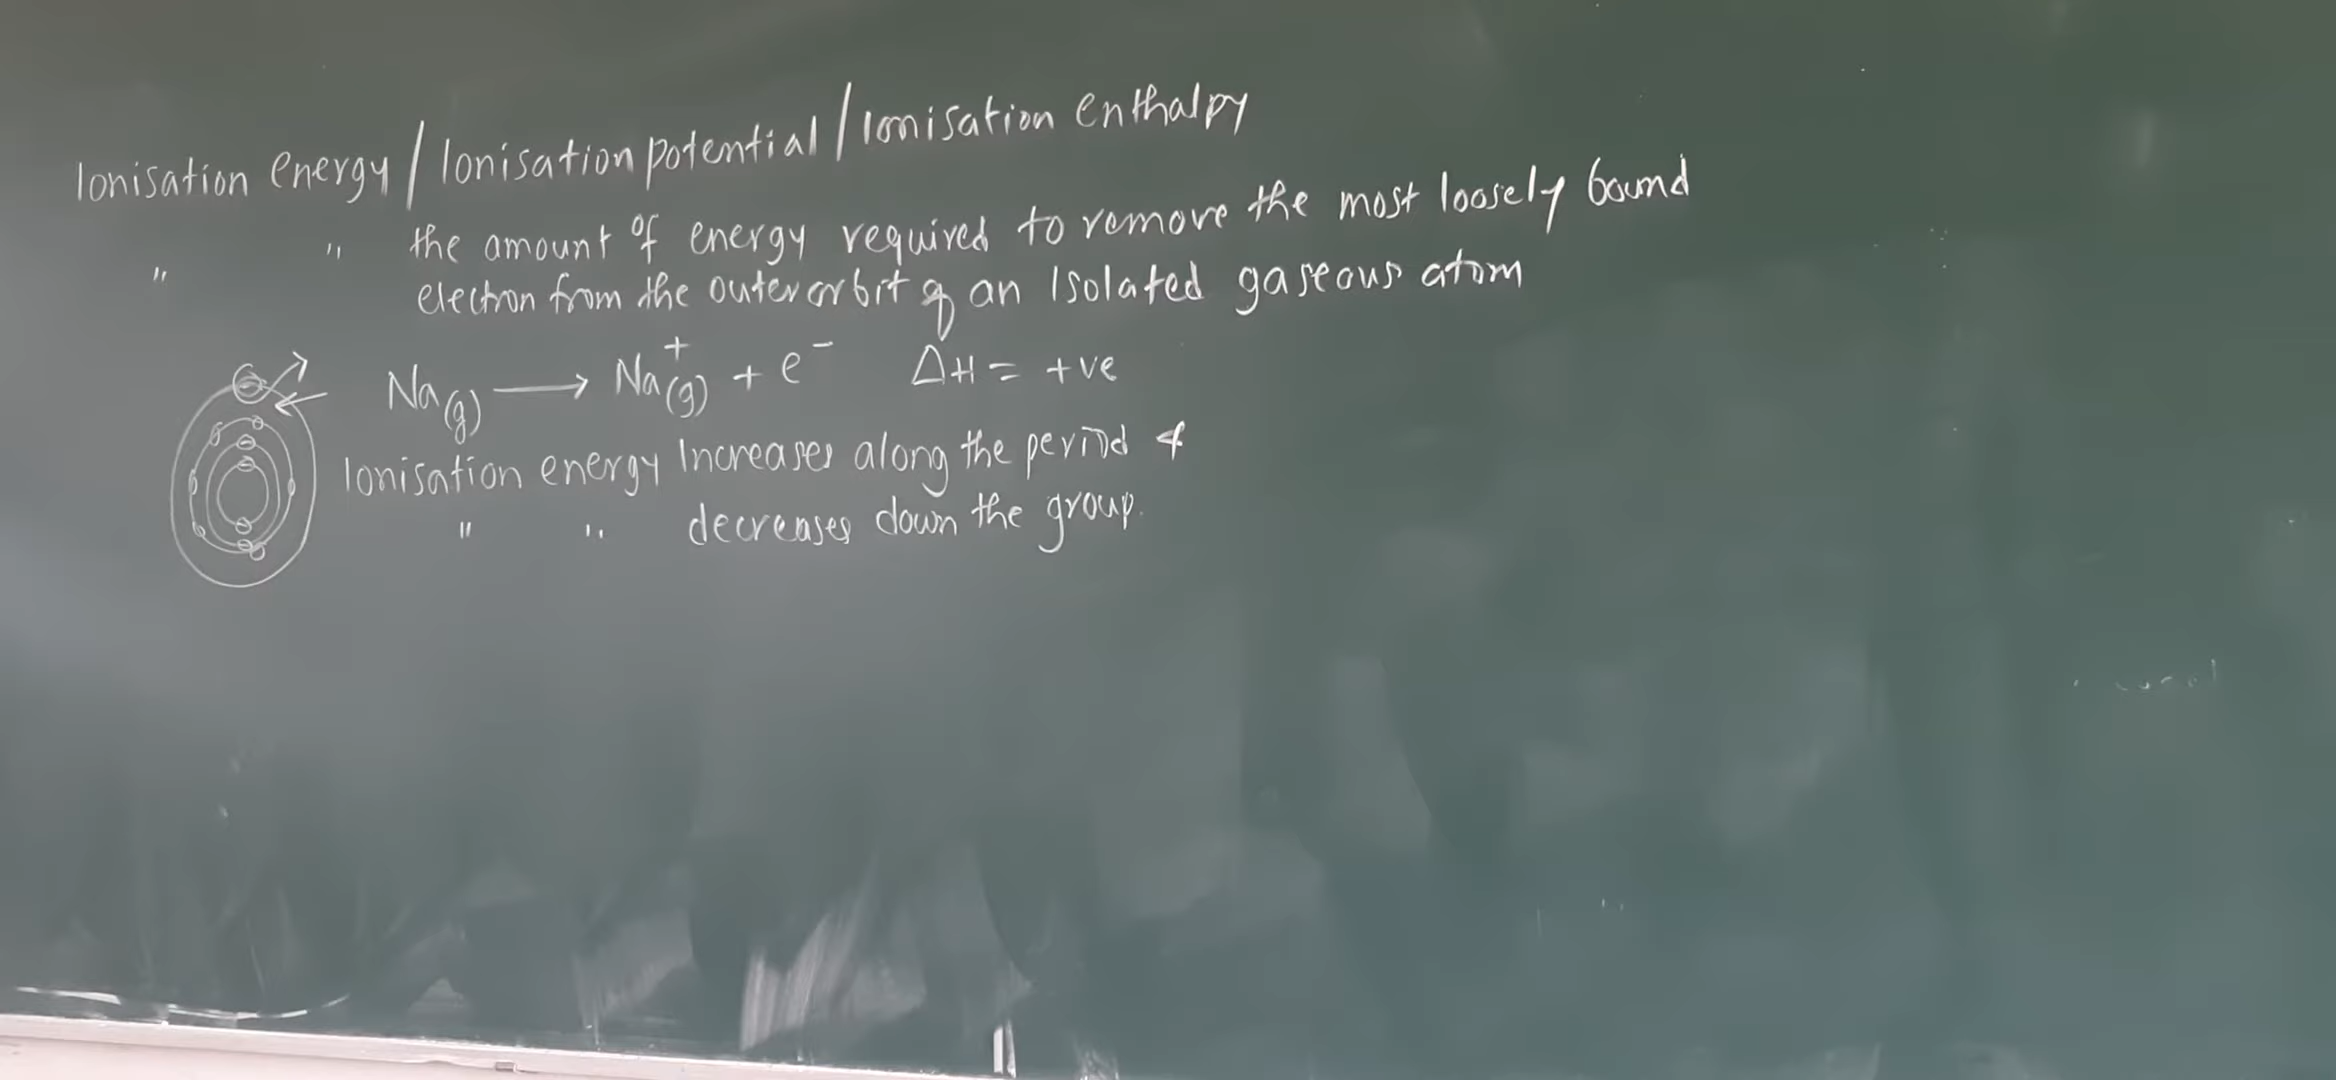 Ionisation energy / Ionisation potential / Ionisation enthalpy
" " the amount of energy required to remove the most loosely bound
electron from the outer orbit of an Isolated gaseous atom
Na(g) → Na⁺(g) + e⁻ ΔH = +ve
Ionisation energy Increases along the period &
" " decreases down the group.